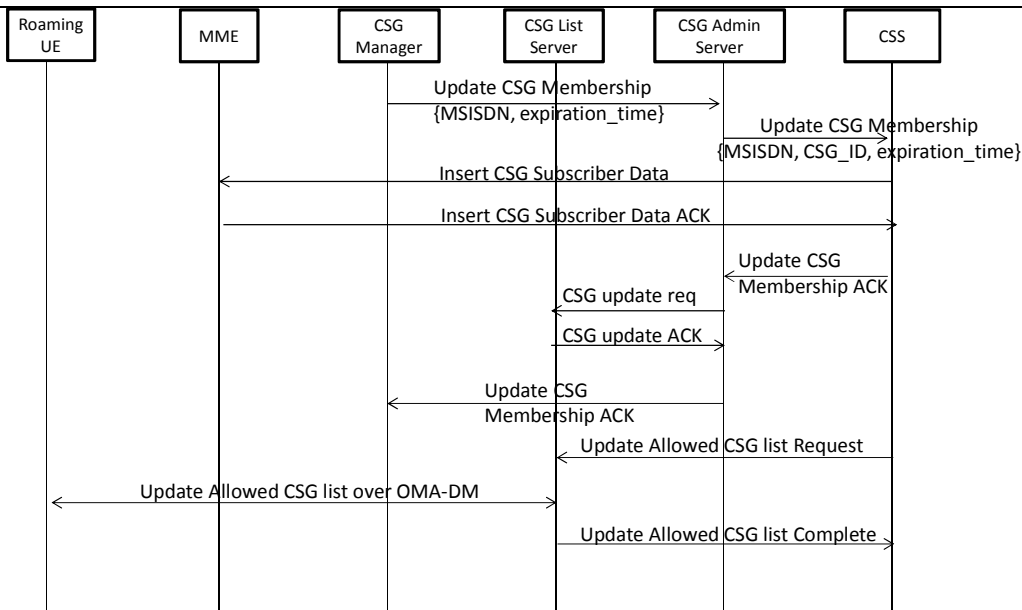 Roaming
UE
MME
CSG
Manager
CSG List
Server
CSG Admin
Server
CSS
Update CSG Membership
{MSISDN, expiration_time}
Update CSG Membership
{MSISDN, CSG_ID, expiration_time}
Insert CSG Subscriber Data
Insert CSG Subscriber Data ACK
Update CSG
Membership ACK
CSG update req
CSG update ACK
Update CSG
Membership ACK
Update Allowed CSG list Request
Update Allowed CSG list over OMA-DM
Update Allowed CSG list Complete